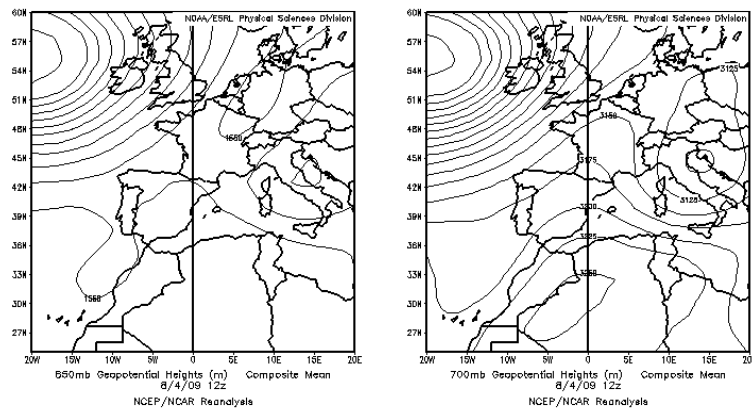 NOAA/ESRL Physical Sciences Division
60N
57N
54N
51N
48N
45N
42N
39N
36N
33N
30N
27N
1560
1560
20W 15W 10W 5W 0 5E 10E 15E 20E
850mb Geopotential Heights (m) Composite Mean
8/4/09 12z
NCEP/NCAR Reanalysis
NOAA/ESRL Physical Sciences Division
60N
57N
54N
51N
48N
45N
42N
39N
36N
33N
30N
27N
3125
3150
3175
3125
3200
3225
3250
20W 15W 10W 5W 0 5E 10E 15E 20E
700mb Geopotential Heights (m) Composite Mean
8/4/09 12z
NCEP/NCAR Reanalysis